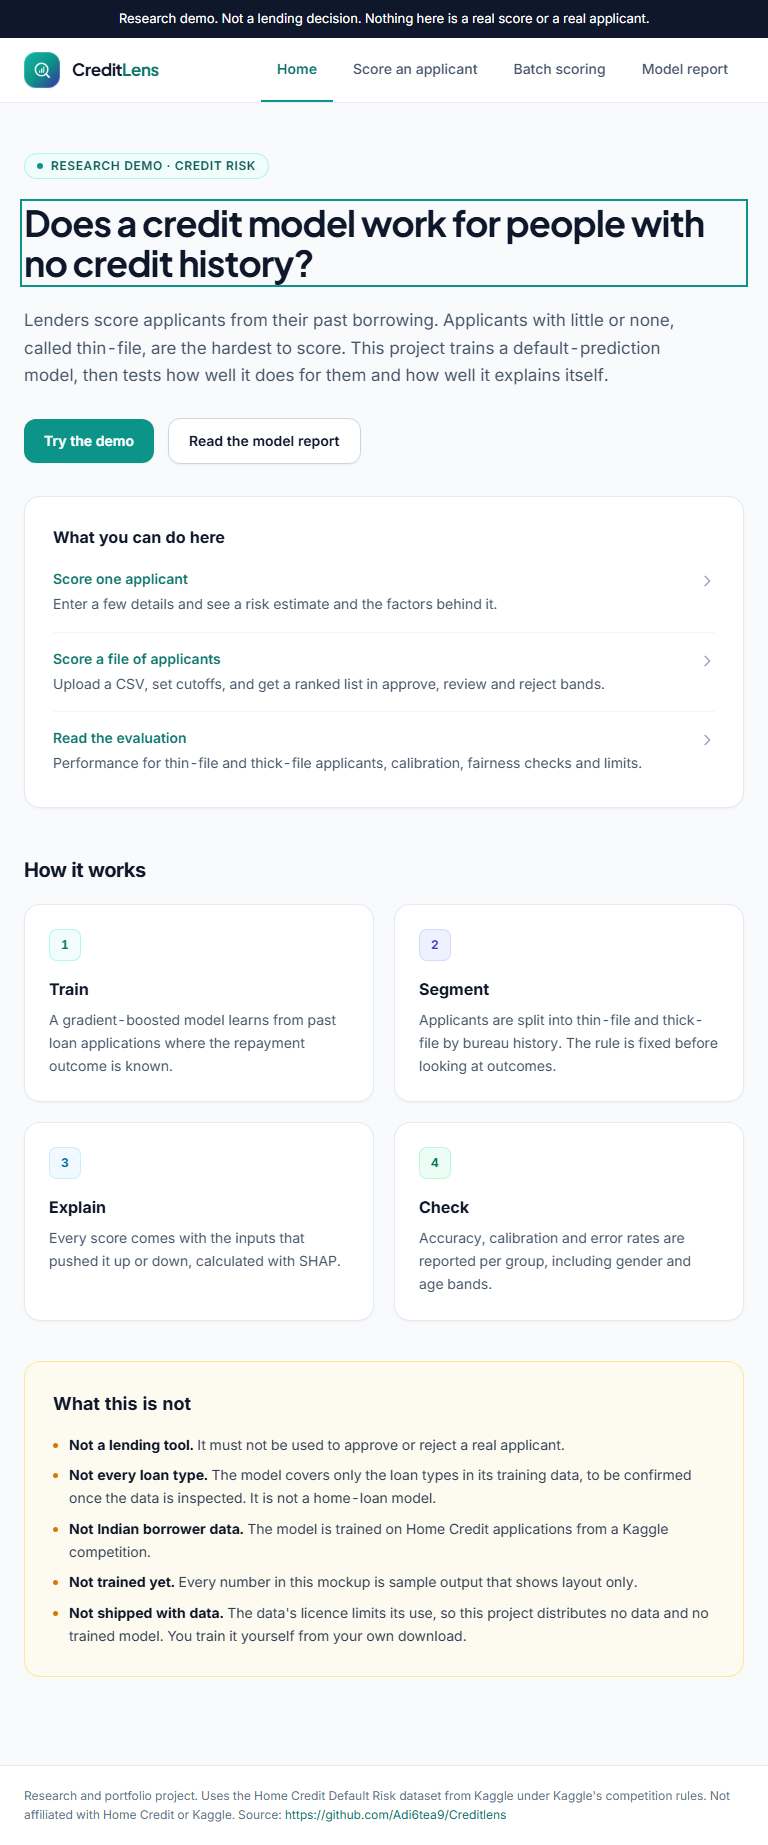 Research demo. Not a lending decision. Nothing here is a real score or a real applicant.
CreditLens
Home
Score an applicant
Batch scoring
Model report
RESEARCH DEMO · CREDIT RISK
Does a credit model work for people with
no credit history?
Lenders score applicants from their past borrowing. Applicants with little or none,
called thin-file, are the hardest to score. This project trains a default-prediction
model, then tests how well it does for them and how well it explains itself.
Try the demo
Read the model report
What you can do here
Score one applicant
Enter a few details and see a risk estimate and the factors behind it.
Score a file of applicants
Upload a CSV, set cutoffs, and get a ranked list in approve, review and reject bands.
Read the evaluation
Performance for thin-file and thick-file applicants, calibration, fairness checks and limits.
How it works
1
Train
A gradient-boosted model learns from past
loan applications where the repayment
outcome is known.
2
Segment
Applicants are split into thin-file and thick-
file by bureau history. The rule is fixed before
looking at outcomes.
3
Explain
Every score comes with the inputs that
pushed it up or down, calculated with SHAP.
4
Check
Accuracy, calibration and error rates are
reported per group, including gender and
age bands.
What this is not
Not a lending tool. It must not be used to approve or reject a real applicant.
Not every loan type. The model covers only the loan types in its training data, to be confirmed
once the data is inspected. It is not a home-loan model.
Not Indian borrower data. The model is trained on Home Credit applications from a Kaggle
competition.
Not trained yet. Every number in this mockup is sample output that shows layout only.
Not shipped with data. The data's licence limits its use, so this project distributes no data and no
trained model. You train it yourself from your own download.
Research and portfolio project. Uses the Home Credit Default Risk dataset from Kaggle under Kaggle's competition rules. Not
affiliated with Home Credit or Kaggle. Source: https://github.com/Adi6tea9/Creditlens